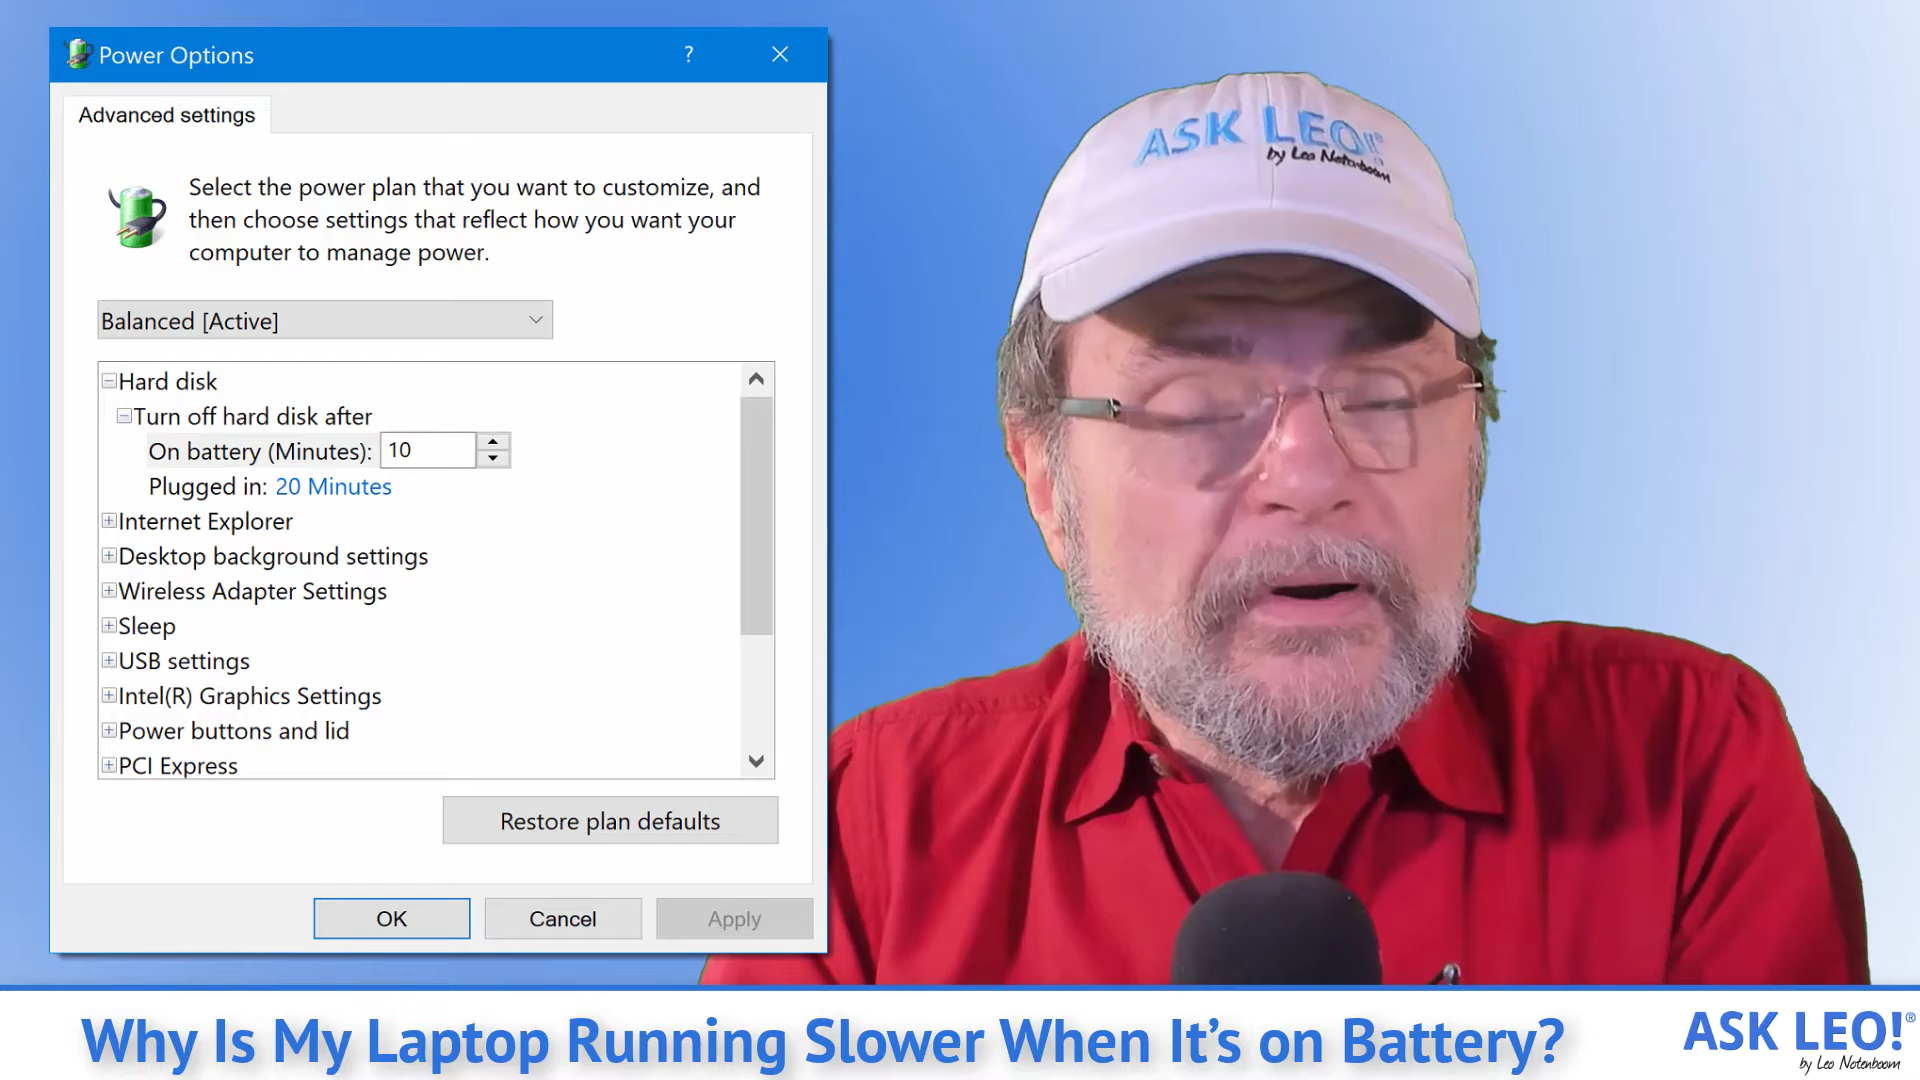 Power Options
?
Advanced settings
Select the power plan that you want to customize, and
then choose settings that reflect how you want your
computer to manage power.
Balanced [Active]
Hard disk
Turn off hard disk after
On battery (Minutes): 10
Plugged in: 20 Minutes
Internet Explorer
Desktop background settings
Wireless Adapter Settings
Sleep
USB settings
Intel(R) Graphics Settings
Power buttons and lid
PCI Express
Restore plan defaults
OK
Cancel
Apply
ASK LEO!®
by Leo Notenboom
Why Is My Laptop Running Slower When It's on Battery?
ASK LEO!®
by Leo Notenboom